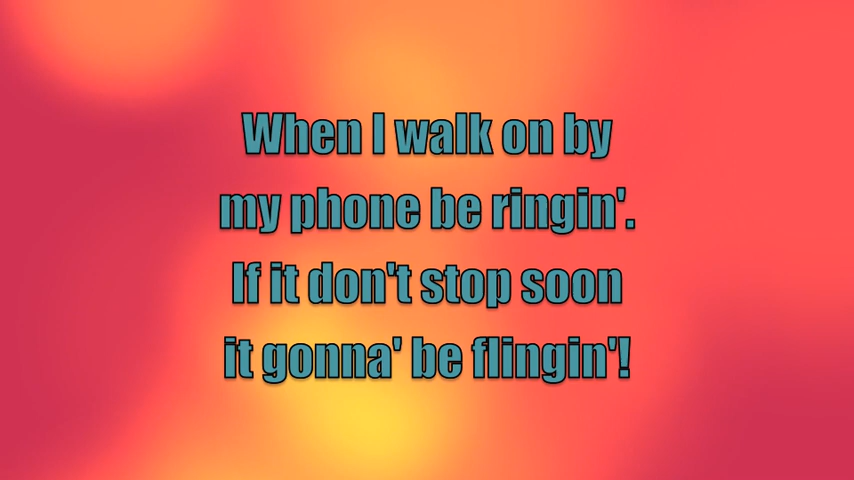 When I walk on by
my phone be ringin'.
If it don't stop soon
it gonna' be flingin'!